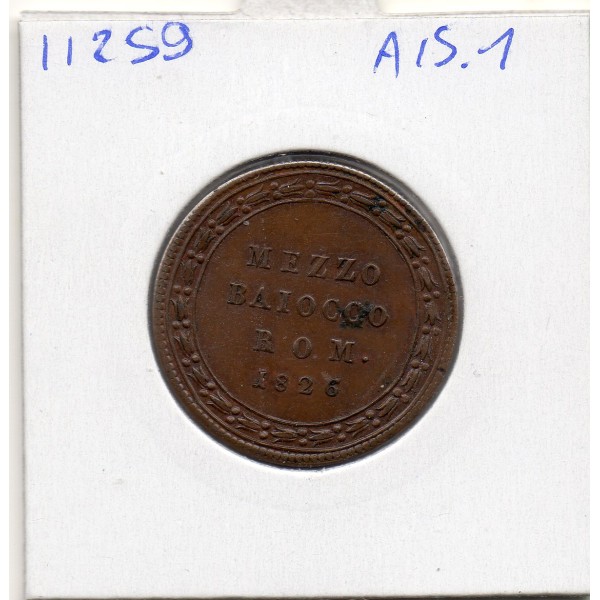 11259 A15.1
MEZZO
BAIOCCO
ROM.
1826